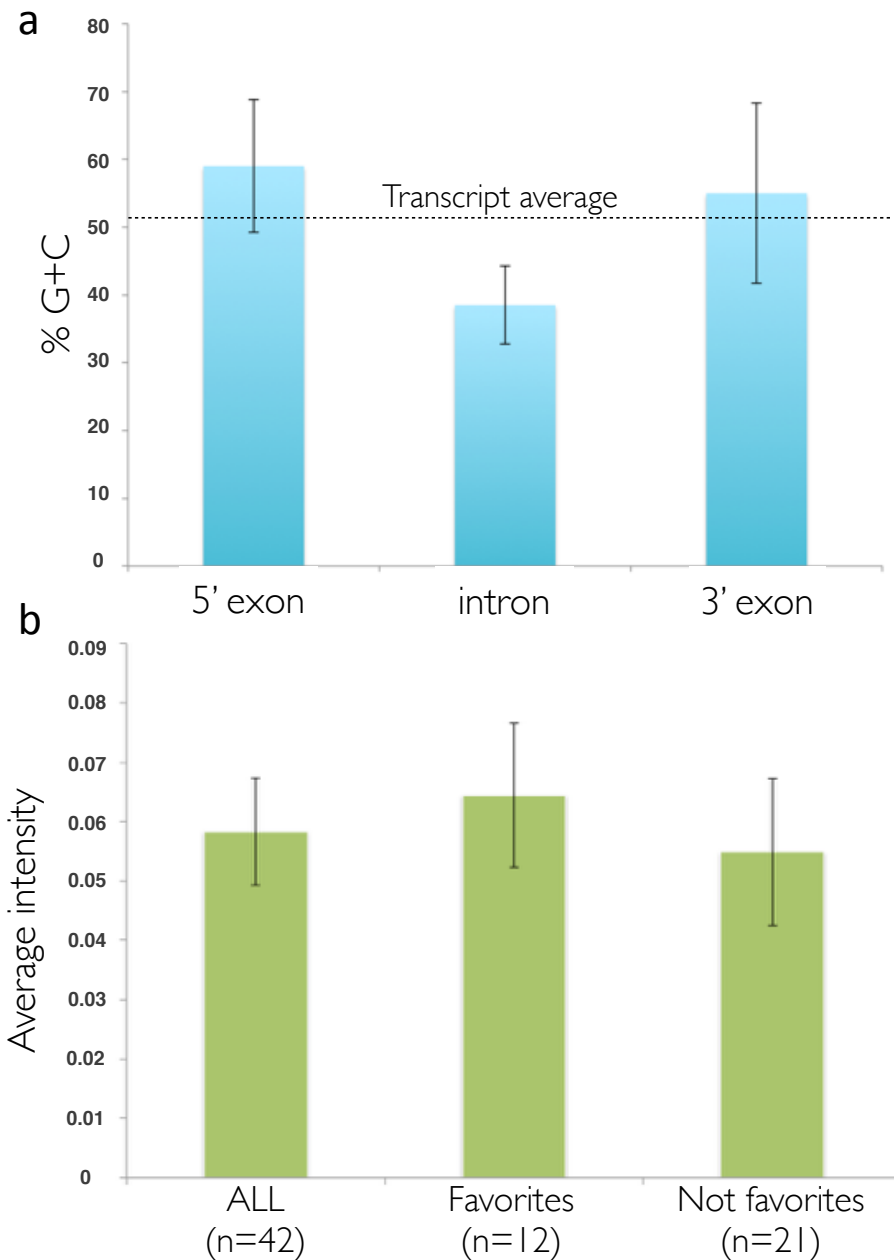 a
80
70
60
50
40
30
20
10
0
% G+C
Transcript average
5’ exon intron 3’ exon
b
0.09
0.08
0.07
0.06
0.05
0.04
0.03
0.02
0.01
0
Average intensity
ALL Favorites Not favorites
(n=42) (n=12) (n=21)